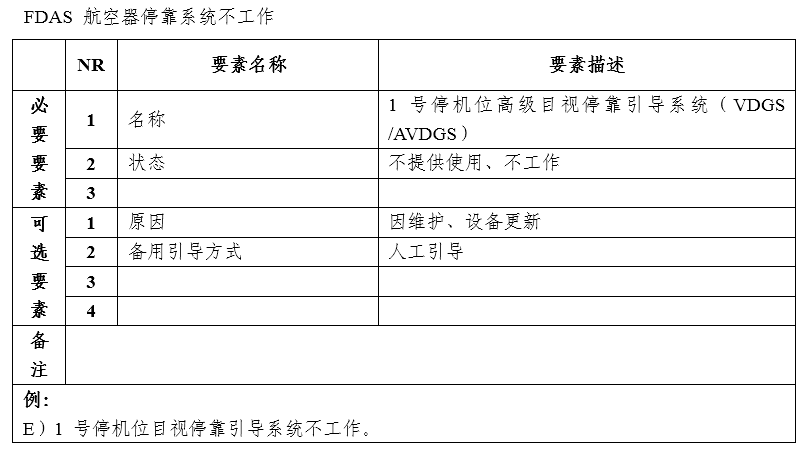 FDAS 航空器停靠系统不工作
NR 要素名称 要素描述
必要要素
1 名称 1 号停机位高级目视停靠引导系统（VDGS
/AVDGS）
2 状态 不提供使用、不工作
3
可选要素
1 原因 因维护、设备更新
2 备用引导方式 人工引导
3
4
备注
例：
E）1 号停机位目视停靠引导系统不工作。